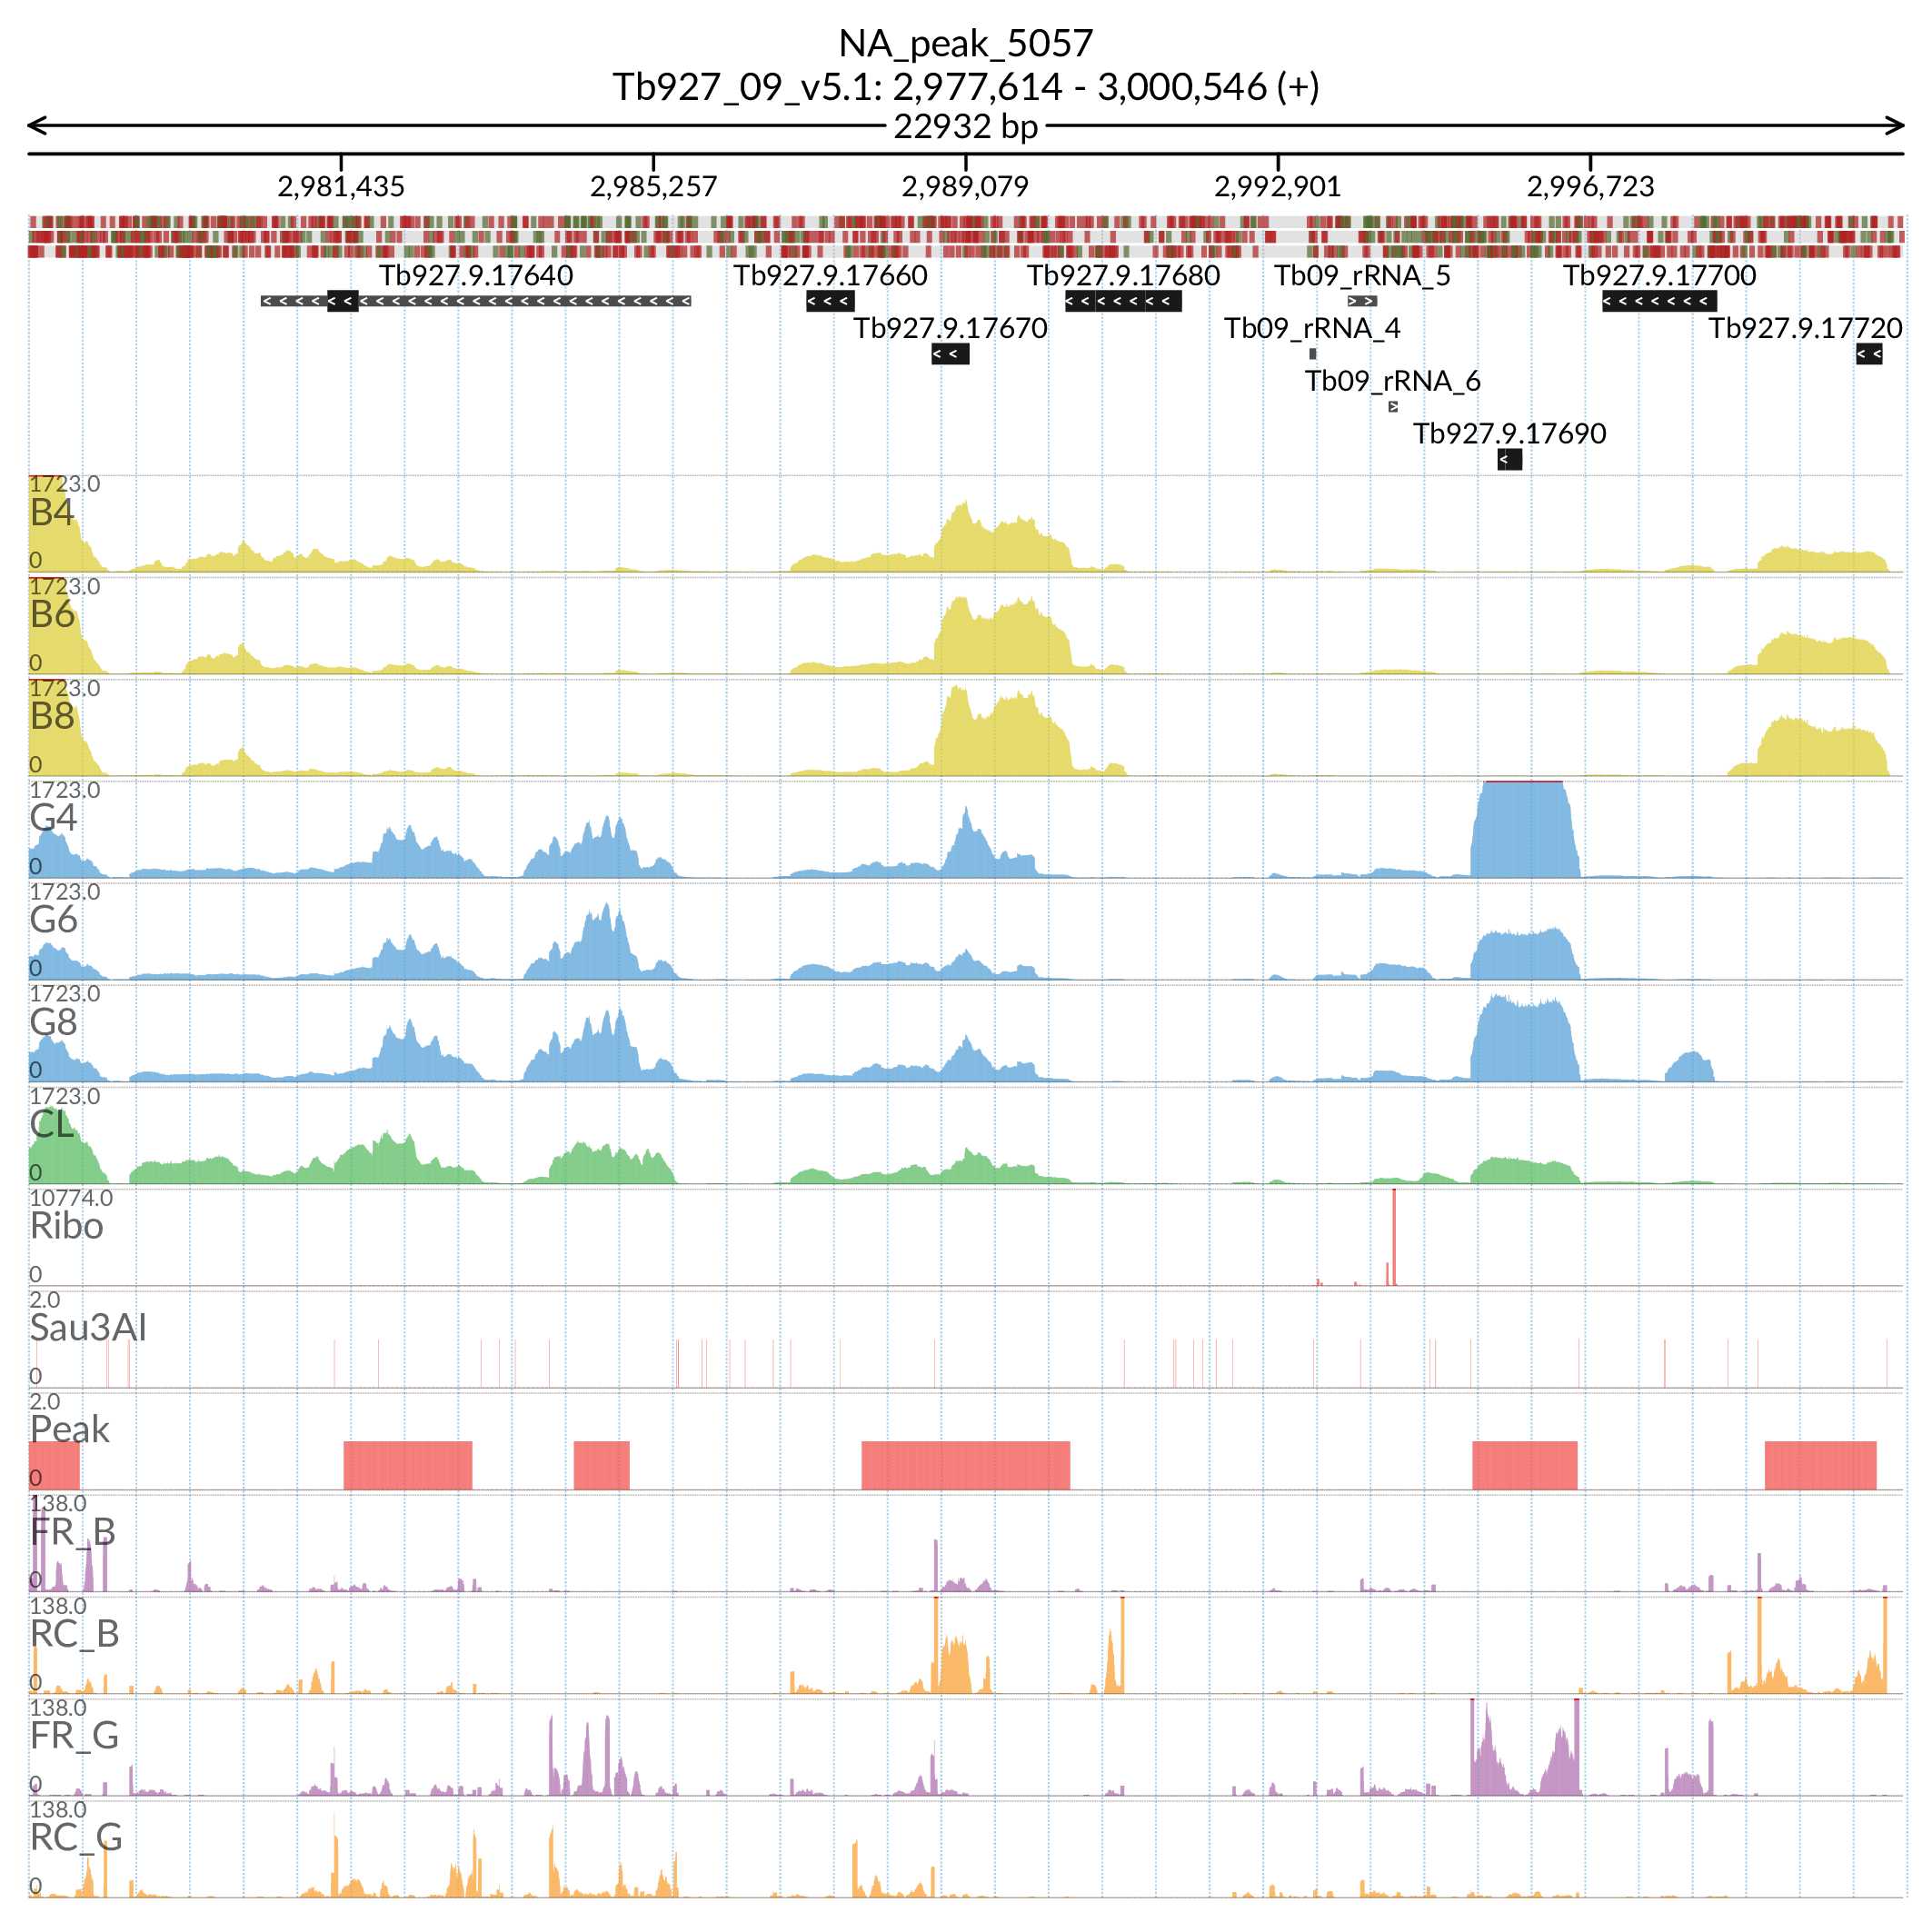 NA_peak_5057
Tb927_09_v5.1: 2,977,614 - 3,000,546 (+)
22932 bp
2,981,435 2,985,257 2,989,079 2,992,901 2,996,723
Tb927.9.17640 Tb927.9.17660 Tb927.9.17680 Tb09_rRNA_5 Tb927.9.17700
Tb927.9.17670 Tb09_rRNA_4 Tb927.9.17720
Tb09_rRNA_6
Tb927.9.17690
1723.0
B4
0
1723.0
B6
0
1723.0
B8
0
1723.0
G4
0
1723.0
G6
0
1723.0
G8
0
1723.0
CL
0
10774.0
Ribo
0
2.0
Sau3AI
0
2.0
Peak
0
138.0
FR_B
0
138.0
RC_B
0
138.0
FR_G
0
138.0
RC_G
0